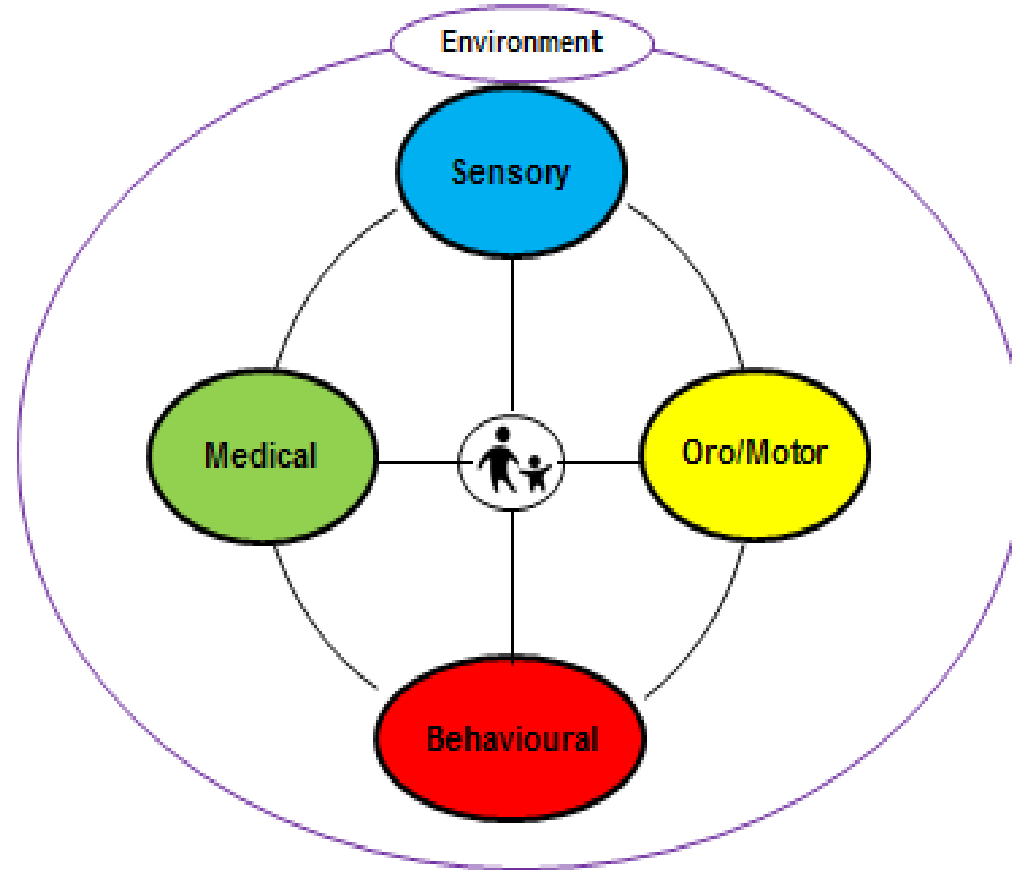 Environment
Sensory
Medical
Oro/Motor
Behavioural